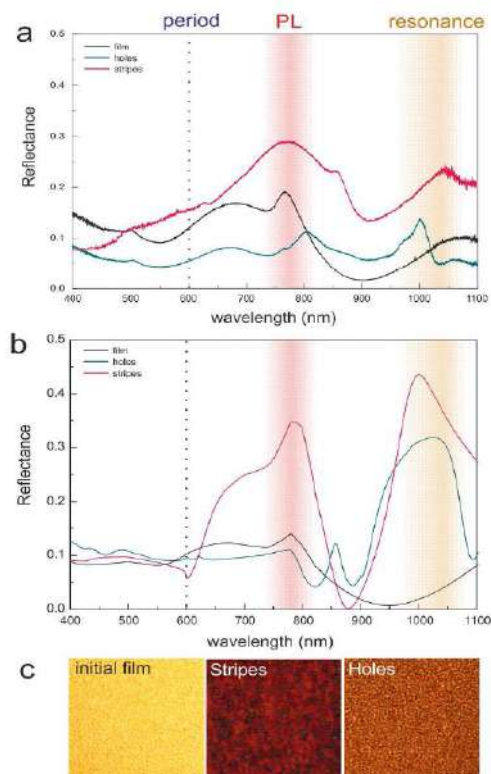 period PL resonance
a
0.5
film
holes
stripes
0.4
0.3
0.2
0.1
0.0
Reflectance
400 500 600 700 800 900 1000 1100
wavelength (nm)
b
0.5
film
holes
stripes
0.4
0.3
0.2
0.1
0.0
Reflectance
400 500 600 700 800 900 1000 1100
wavelength (nm)
c
initial film Stripes Holes